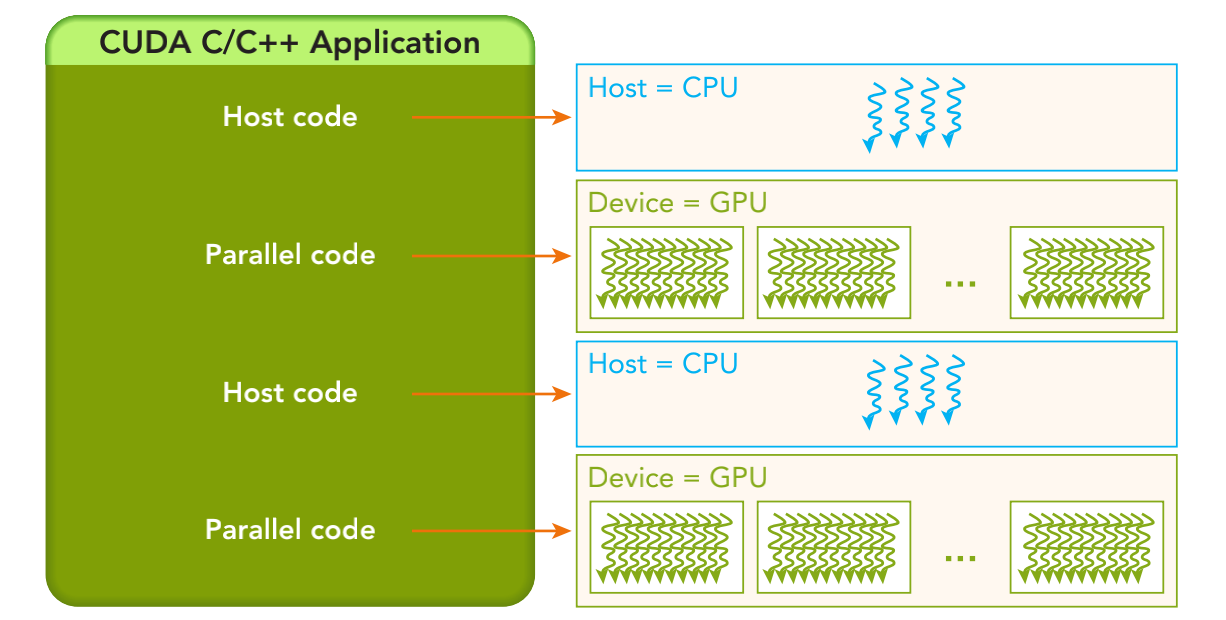 CUDA C/C++ Application
Host code
Host = CPU
Parallel code
Device = GPU
...
Host code
Host = CPU
Parallel code
Device = GPU
...